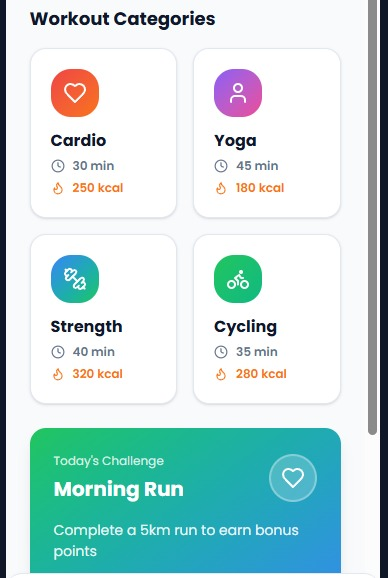 Workout Categories
Cardio
30 min
250 kcal
Yoga
45 min
180 kcal
Strength
40 min
320 kcal
Cycling
35 min
280 kcal
Today's Challenge
Morning Run
Complete a 5km run to earn bonus
points